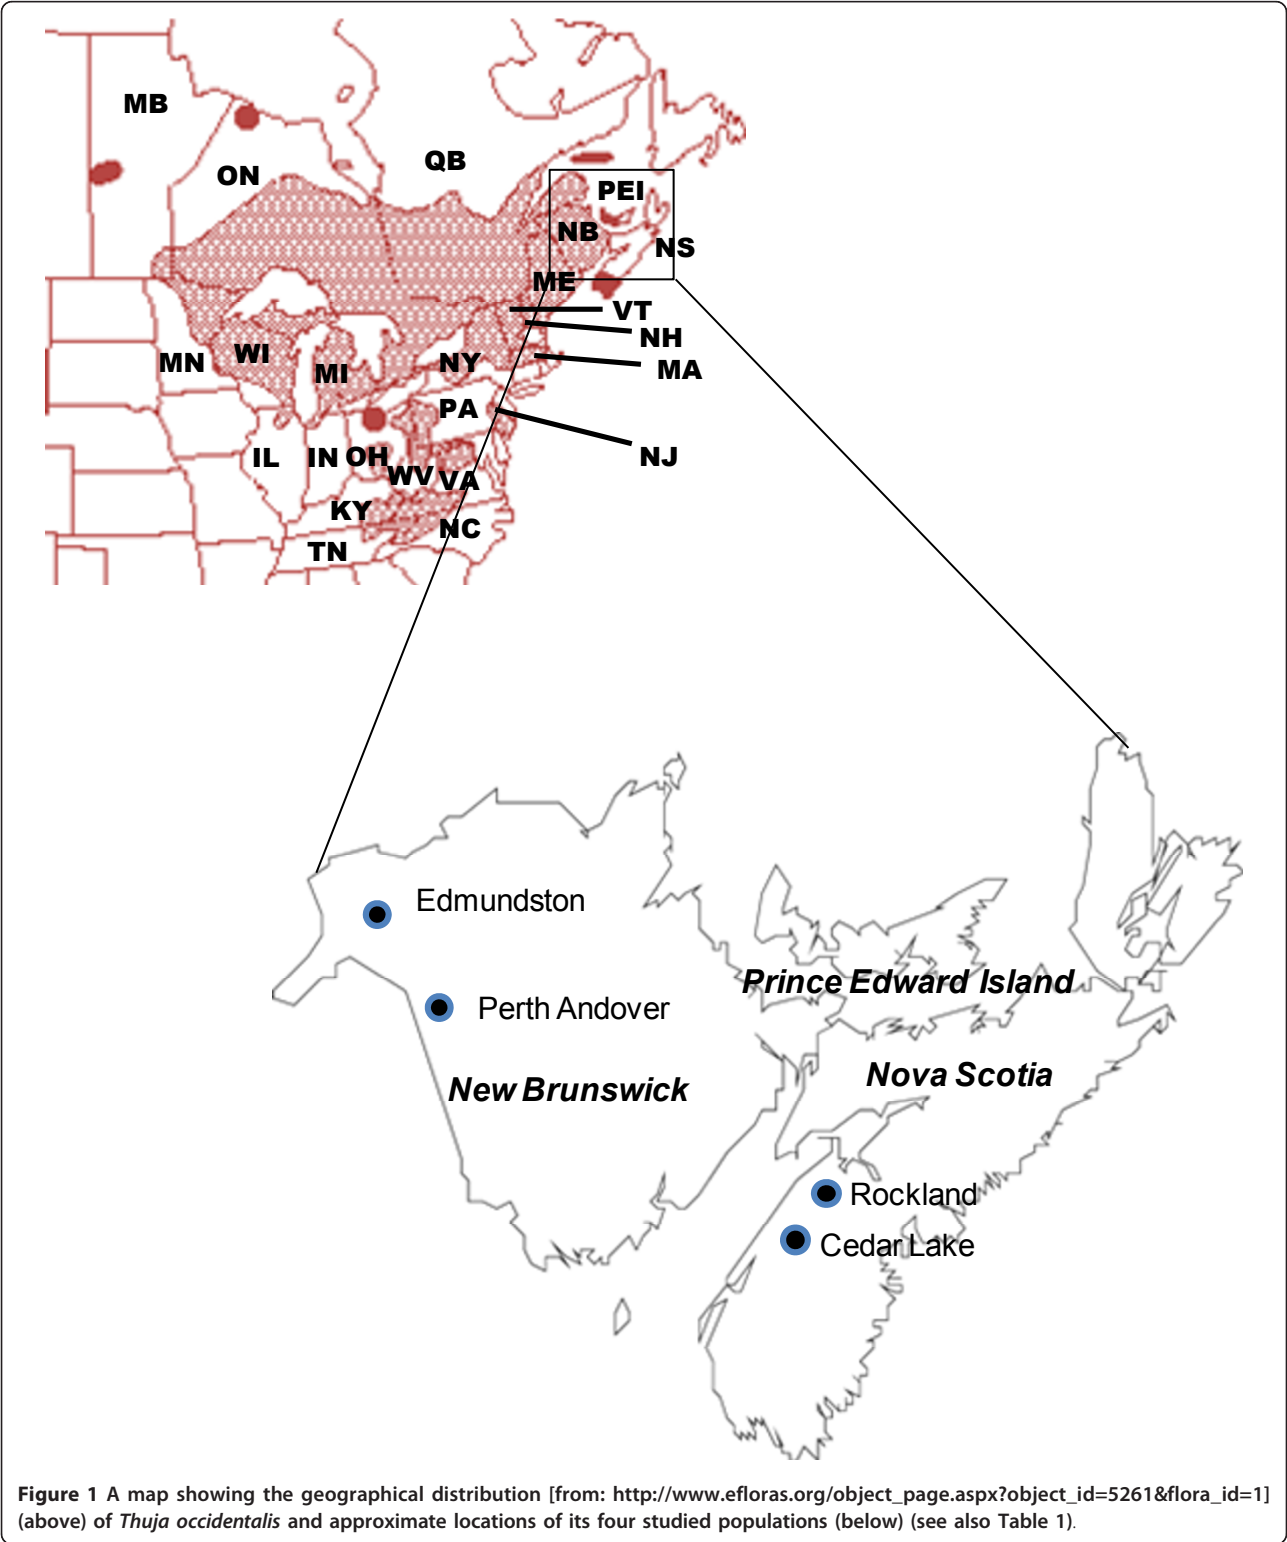 MB
ON
QB
PEI
NB
NS
ME
VT
NH
MA
MN
WI
MI
NY
PA
NJ
IL
IN
OH
WV
VA
KY
NC
TN
Edmundston
Perth Andover
Prince Edward Island
New Brunswick
Nova Scotia
Rockland
Cedar Lake
Figure 1 A map showing the geographical distribution [from: http://www.efloras.org/object_page.aspx?object_id=5261&flora_id=1]
(above) of Thuja occidentalis and approximate locations of its four studied populations (below) (see also Table 1).